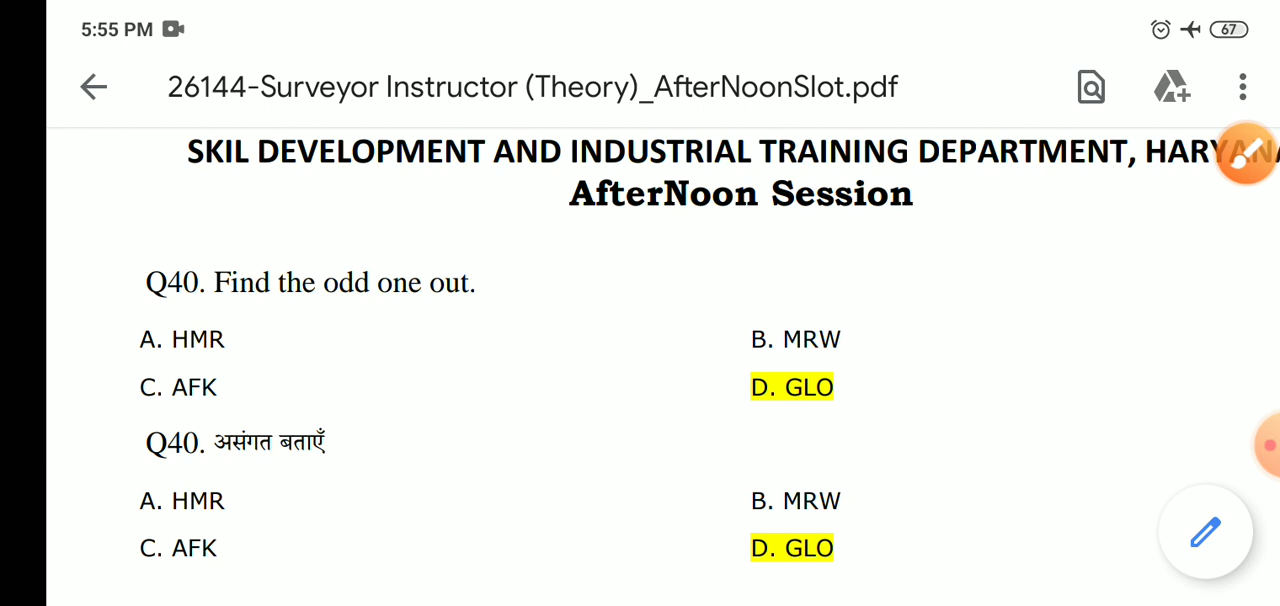 5:55 PM
67
26144-Surveyor Instructor (Theory)_AfterNoonSlot.pdf
SKIL DEVELOPMENT AND INDUSTRIAL TRAINING DEPARTMENT,
AfterNoon Session
Q40. Find the odd one out.
A. HMR B. MRW
C. AFK D. GLO
Q40. असंगत बताएँ
A. HMR B. MRW
C. AFK D. GLO